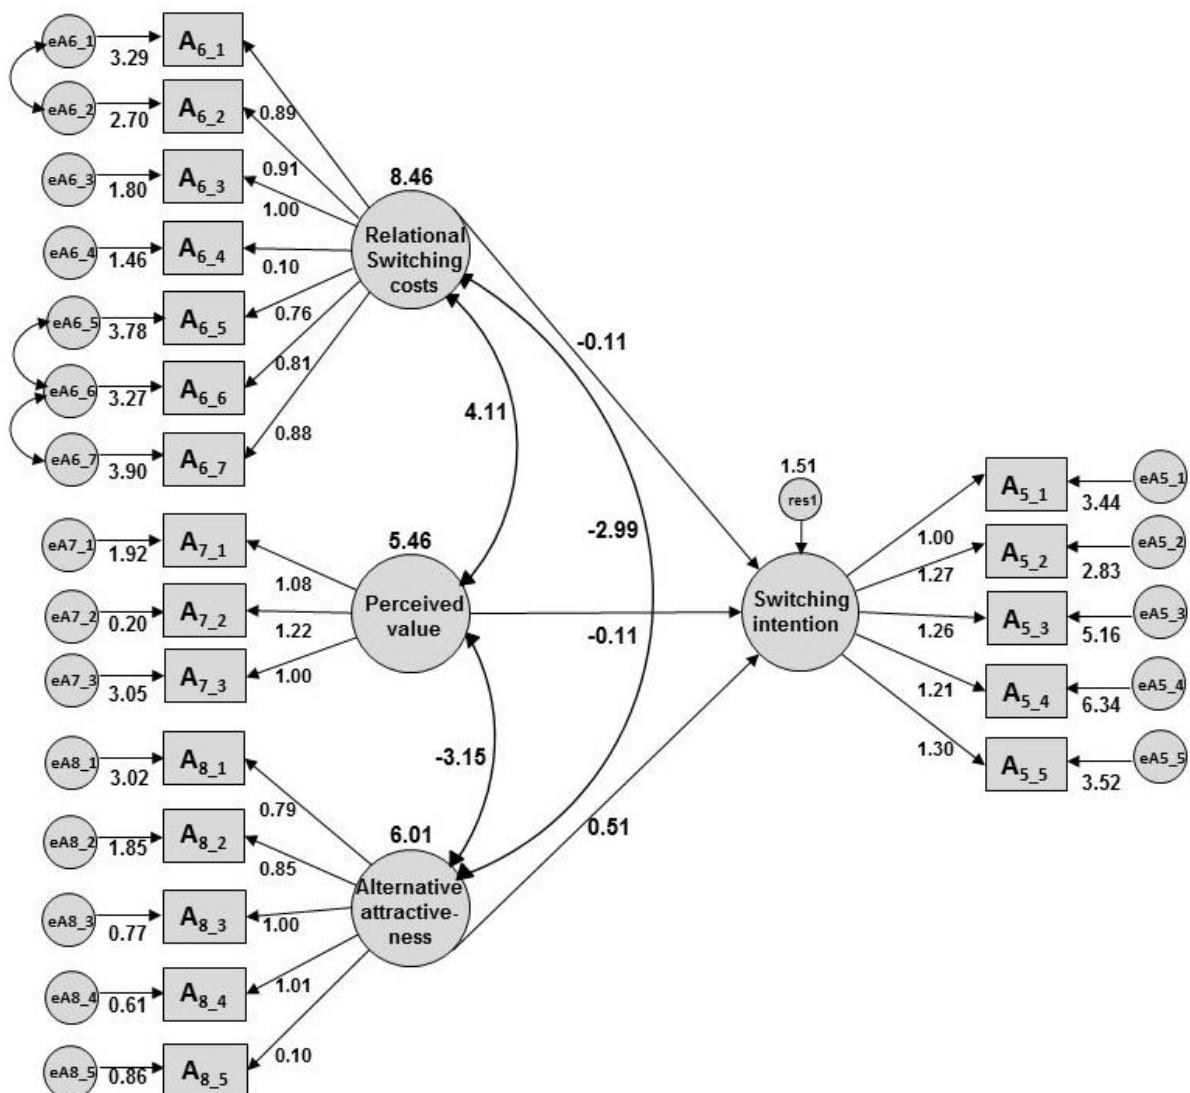 eA6_1
3.29
A6_1
eA6_2
2.70
A6_2
0.89
eA6_3
1.80
A6_3
0.91
1.00
eA6_4
1.46
A6_4
0.10
eA6_5
3.78
A6_5
0.76
eA6_6
3.27
A6_6
0.81
eA6_7
3.90
A6_7
0.88
8.46
Relational
Switching
costs
-0.11
4.11
-2.99
eA7_1
1.92
A7_1
1.08
eA7_2
0.20
A7_2
1.22
eA7_3
3.05
A7_3
1.00
5.46
Perceived
value
-0.11
-3.15
eA8_1
3.02
A8_1
0.79
eA8_2
1.85
A8_2
0.85
eA8_3
0.77
A8_3
1.00
eA8_4
0.61
A8_4
1.01
eA8_5
0.86
A8_5
0.10
6.01
Alternative
attractive-
ness
0.51
1.51
res1
Switching
intention
1.00
A5_1
3.44
eA5_1
1.27
A5_2
2.83
eA5_2
1.26
A5_3
5.16
eA5_3
1.21
A5_4
6.34
eA5_4
1.30
A5_5
3.52
eA5_5